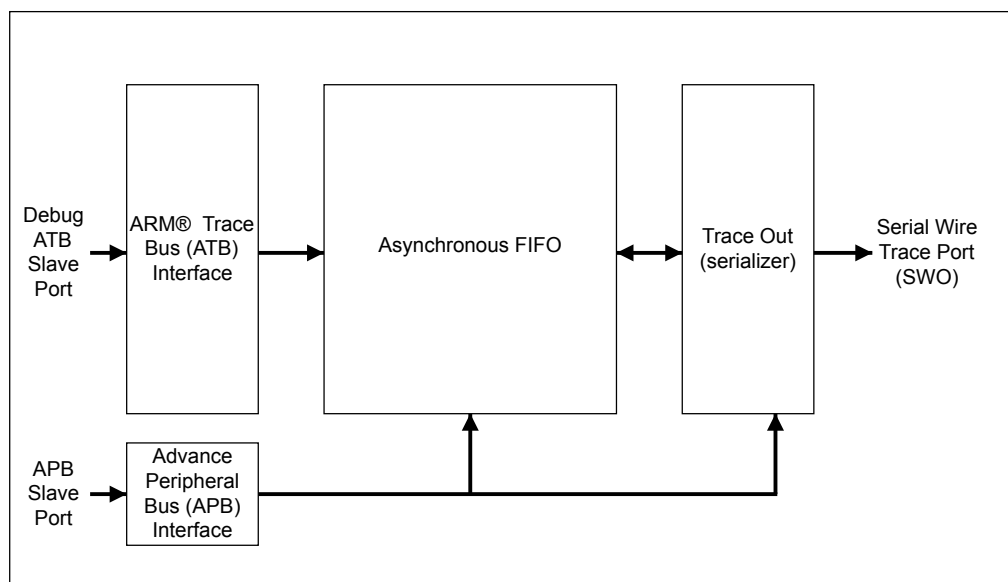 Debug
ATB
Slave
Port
ARM® Trace
Bus (ATB)
Interface
Asynchronous FIFO
Trace Out
(serializer)
Serial Wire
Trace Port
(SWO)
APB
Slave
Port
Advance
Peripheral
Bus (APB)
Interface